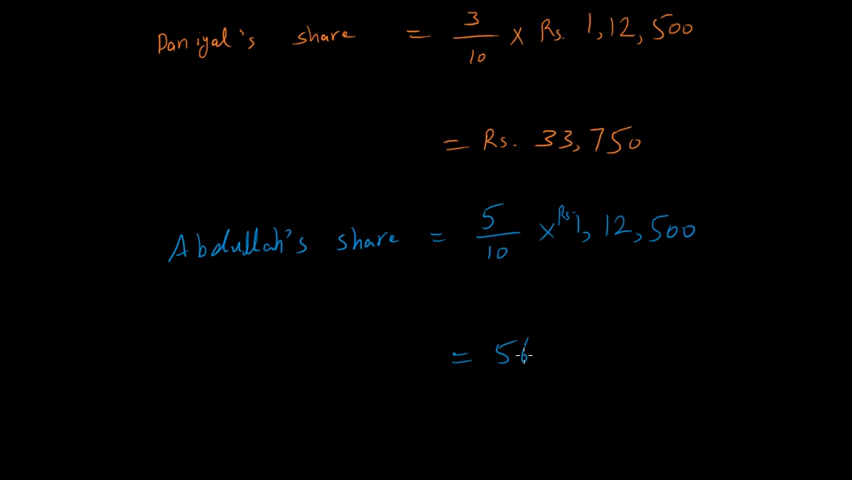 Daniyal's share = 3/10 × Rs. 1,12,500
= Rs. 33,750
Abdullah's share = 5/10 × Rs. 1,12,500
= 56